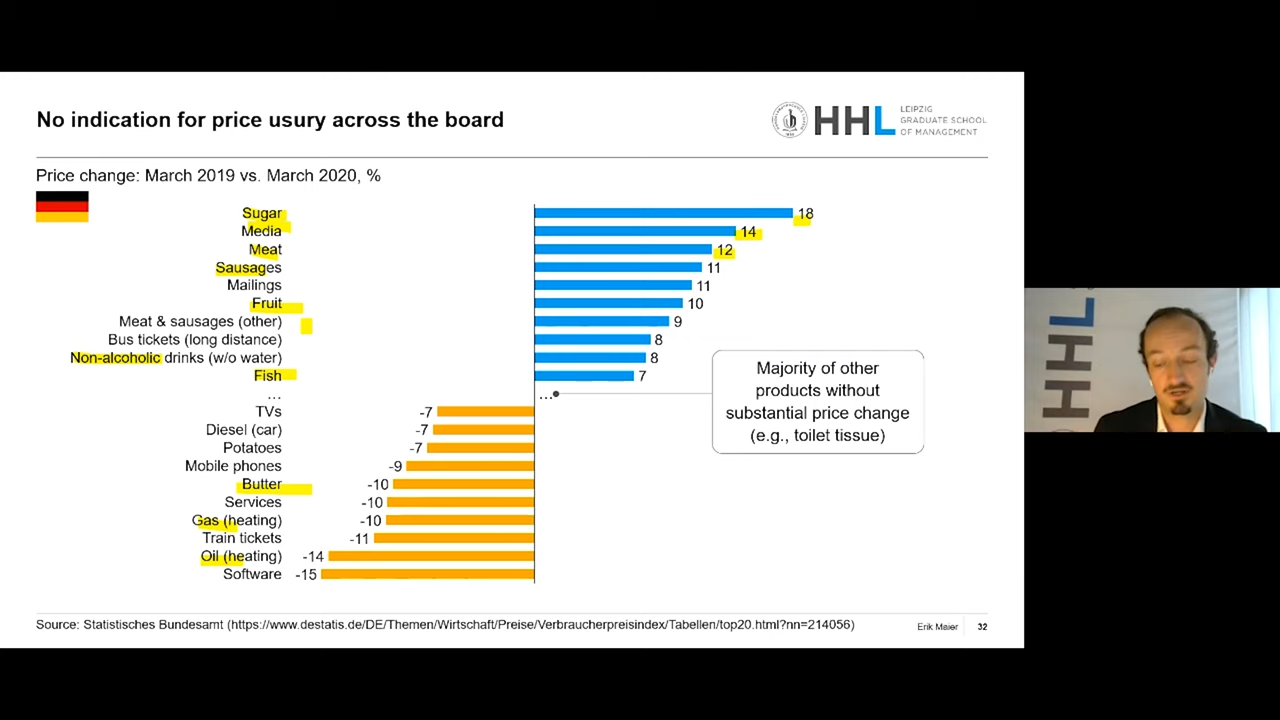 No indication for price usury across the board
HHL
LEIPZIG
GRADUATE SCHOOL
OF MANAGEMENT
Price change: March 2019 vs. March 2020, %
Sugar 18
Media 14
Meat 12
Sausages 11
Mailings 11
Fruit 10
Meat & sausages (other) 9
Bus tickets (long distance) 8
Non-alcoholic drinks (w/o water) 8
Fish 7
... ...
TVs -7
Diesel (car) -7
Potatoes -7
Mobile phones -9
Butter -10
Services -10
Gas (heating) -10
Train tickets -11
Oil (heating) -14
Software -15
Majority of other
products without
substantial price change
(e.g., toilet tissue)
Source: Statistisches Bundesamt (https://www.destatis.de/DE/Themen/Wirtschaft/Preise/Verbraucherpreisindex/Tabellen/top20.html?nn=214056)
Erik Maier 32
HHL